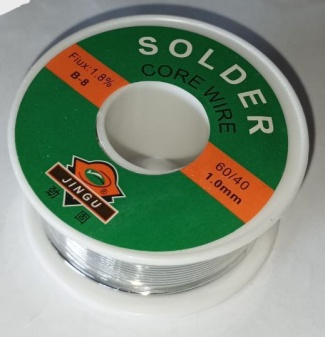 SOLDER
CORE WIRE
Flux:1.8%
B-8
60/40
1.0mm
JINGU
®
劲固